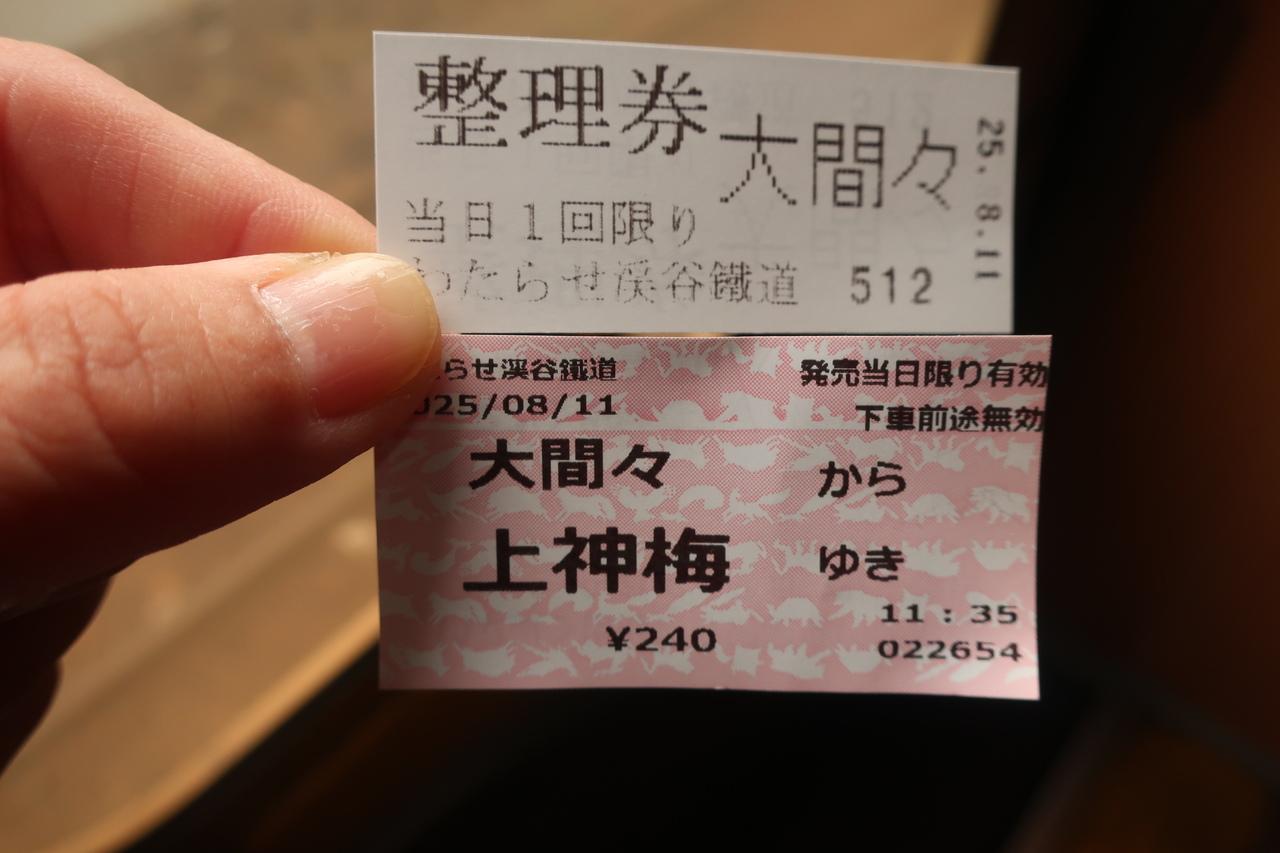 整理券 大間々
25. 8.11
当日1回限り
わたらせ渓谷鐵道 512
らせ渓谷鐵道
025/08/11
発売当日限り有効
下車前途無効
大間々 から
上神梅 ゆき
¥240
11:35
022654